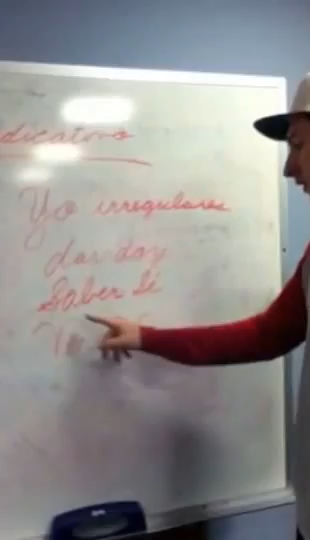 dicativo
Yo irregulares
dar doy
Saber Sé